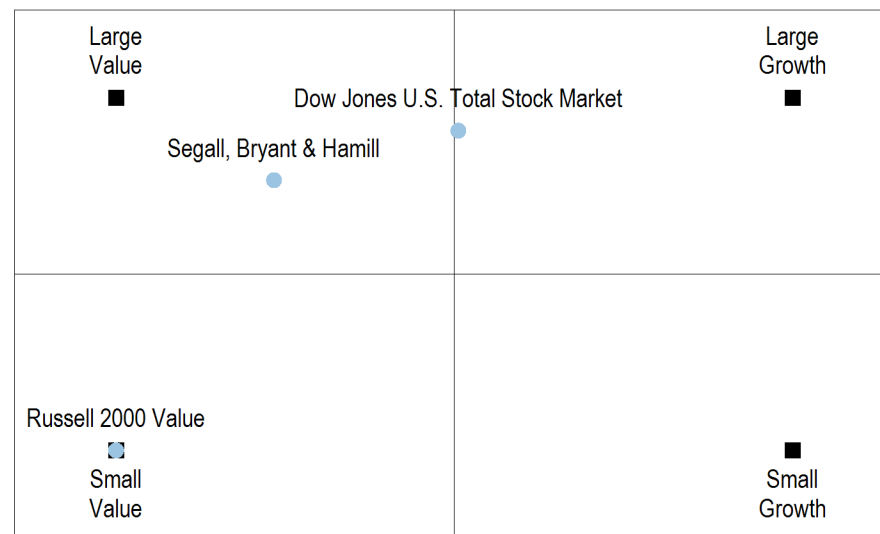 Large
Value
Large
Growth
Dow Jones U.S. Total Stock Market
Segall, Bryant & Hamill
Russell 2000 Value
Small
Value
Small
Growth